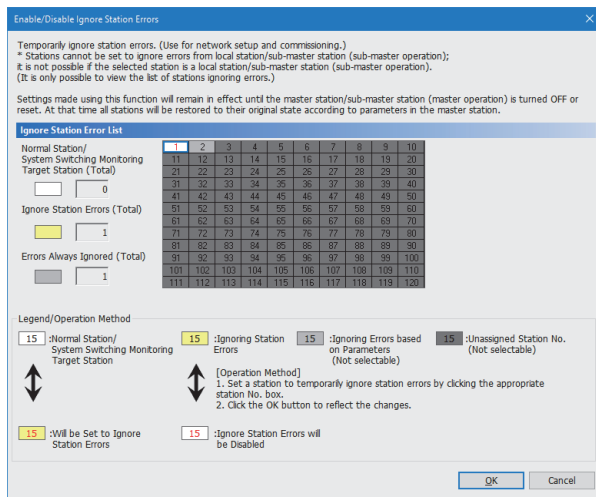 Enable/Disable Ignore Station Errors
Temporarily ignore station errors. (Use for network setup and commissioning.)
* Stations cannot be set to ignore errors from local station/sub-master station (sub-master operation);
it is not possible if the selected station is a local station/sub-master station (sub-master operation).
(It is only possible to view the list of stations ignoring errors.)
Settings made using this function will remain in effect until the master station/sub-master station (master operation) is turned OFF or
reset. At that time all stations will be restored to their original state according to parameters in the master station.
Ignore Station Error List
Normal Station/
System Switching Monitoring
Target Station (Total)
0
Ignore Station Errors (Total)
1
Errors Always Ignored (Total)
1
1 2 3 4 5 6 7 8 9 10
11 12 13 14 15 16 17 18 19 20
21 22 23 24 25 26 27 28 29 30
31 32 33 34 35 36 37 38 39 40
41 42 43 44 45 46 47 48 49 50
51 52 53 54 55 56 57 58 59 60
61 62 63 64 65 66 67 68 69 70
71 72 73 74 75 76 77 78 79 80
81 82 83 84 85 86 87 88 89 90
91 92 93 94 95 96 97 98 99 100
101 102 103 104 105 106 107 108 109 110
111 112 113 114 115 116 117 118 119 120
Legend/Operation Method
15 :Normal Station/
System Switching Monitoring
Target Station
15 :Ignoring Station
Errors
15 :Ignoring Errors based
on Parameters
(Not selectable)
15 :Unassigned Station No.
(Not selectable)
[Operation Method]
1. Set a station to temporarily ignore station errors by clicking the appropriate
station No. box.
2. Click the OK button to reflect the changes.
15 :Will be Set to Ignore
Station Errors
15 :Ignore Station Errors will
be Disabled
OK
Cancel